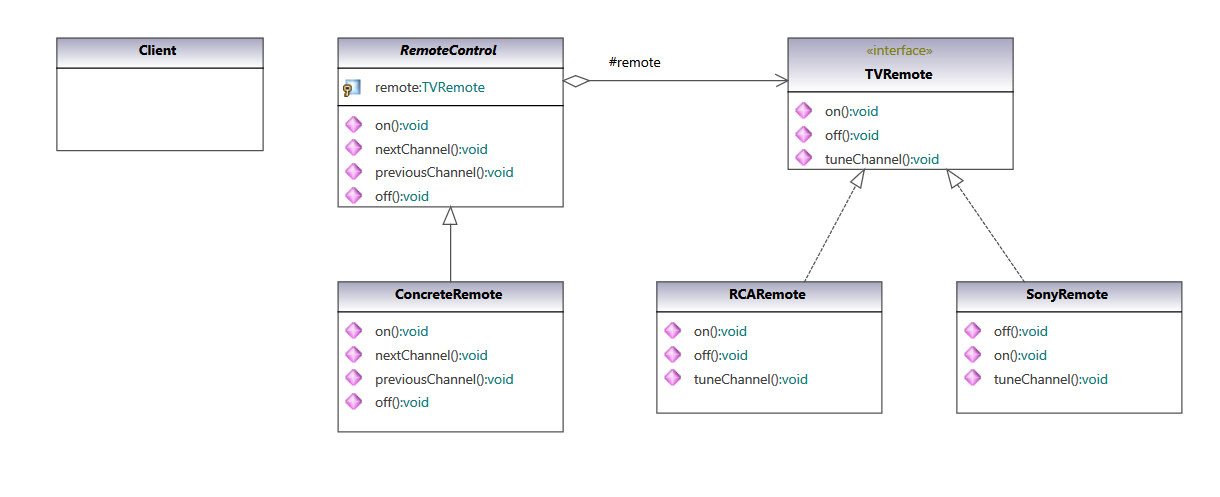 Client
RemoteControl
remote:TVRemote
on():void
nextChannel():void
previousChannel():void
off():void
#remote
«interface»
TVRemote
on():void
off():void
tuneChannel():void
ConcreteRemote
on():void
nextChannel():void
previousChannel():void
off():void
RCARemote
on():void
off():void
tuneChannel():void
SonyRemote
off():void
on():void
tuneChannel():void